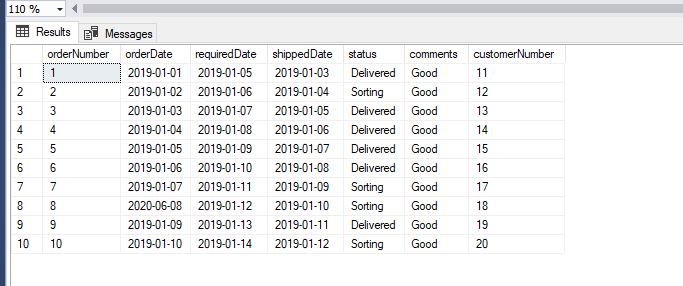 110 %
Results Messages
orderNumber orderDate requiredDate shippedDate status comments customerNumber
1 1 2019-01-01 2019-01-05 2019-01-03 Delivered Good 11
2 2 2019-01-02 2019-01-06 2019-01-04 Sorting Good 12
3 3 2019-01-03 2019-01-07 2019-01-05 Delivered Good 13
4 4 2019-01-04 2019-01-08 2019-01-06 Delivered Good 14
5 5 2019-01-05 2019-01-09 2019-01-07 Delivered Good 15
6 6 2019-01-06 2019-01-10 2019-01-08 Delivered Good 16
7 7 2019-01-07 2019-01-11 2019-01-09 Sorting Good 17
8 8 2020-06-08 2019-01-12 2019-01-10 Sorting Good 18
9 9 2019-01-09 2019-01-13 2019-01-11 Delivered Good 19
10 10 2019-01-10 2019-01-14 2019-01-12 Sorting Good 20